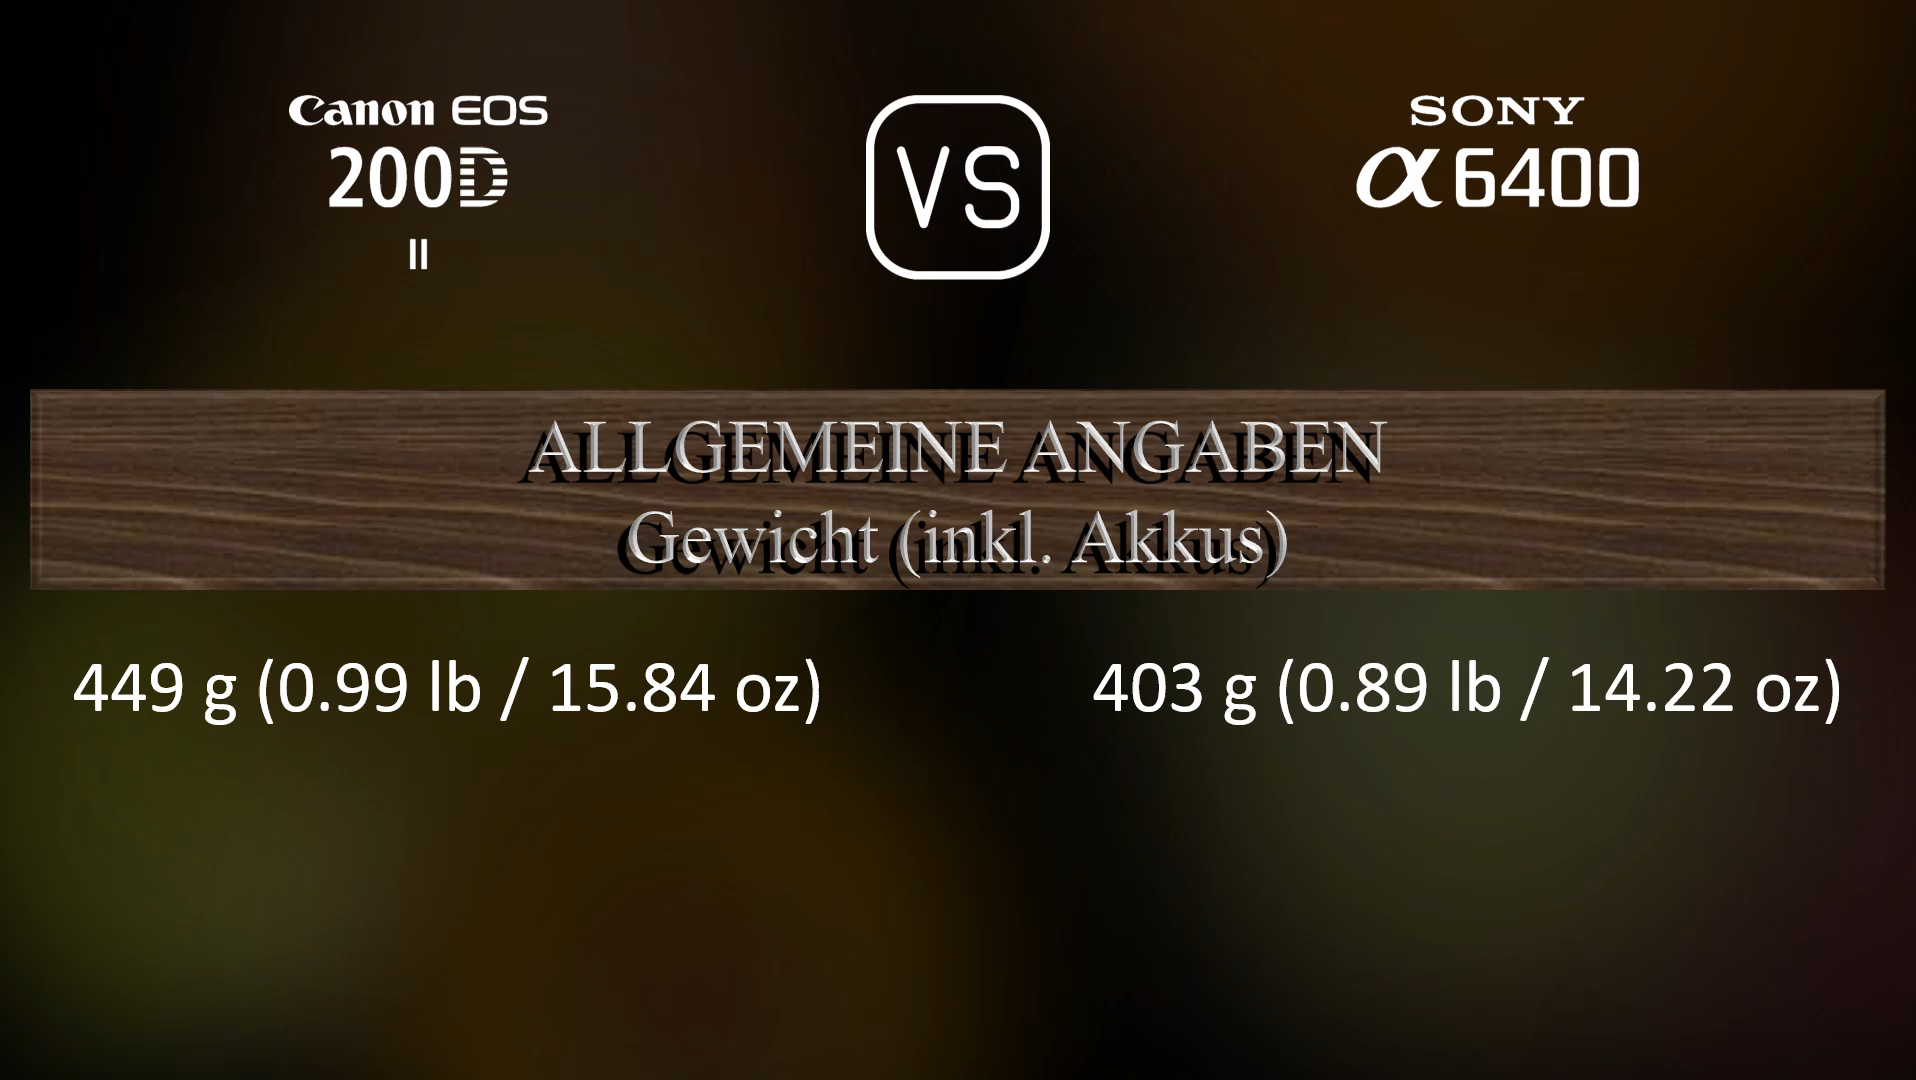 Canon EOS
200D
II
VS
SONY
α6400
ALLGEMEINE ANGABEN
Gewicht (inkl. Akkus)
449 g (0.99 lb / 15.84 oz)
403 g (0.89 lb / 14.22 oz)